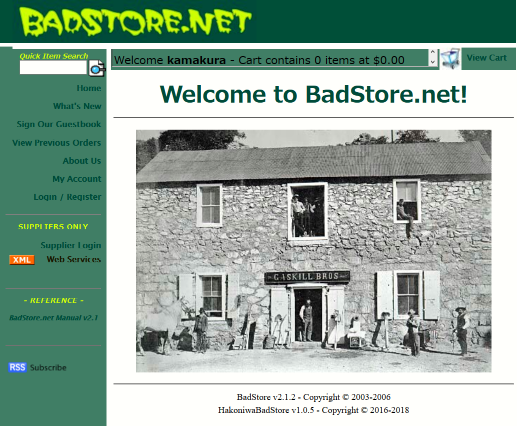 BADSTORE.NET
Quick Item Search
Welcome kamakura - Cart contains 0 items at $0.00
View Cart
Home
What's New
Sign Our Guestbook
View Previous Orders
About Us
My Account
Login / Register
SUPPLIERS ONLY
Supplier Login
XML Web Services
- REFERENCE -
BadStore.net Manual v2.1
RSS Subscribe
Welcome to BadStore.net!
GASKILL BROS
BadStore v2.1.2 - Copyright © 2003-2006
HakoniwaBadStore v1.0.5 - Copyright © 2016-2018